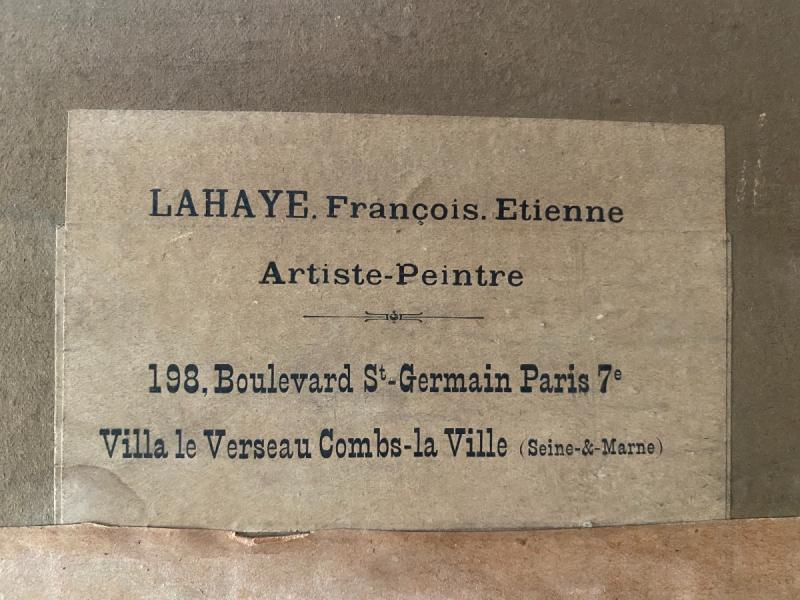 LAHAYE. François. Etienne
Artiste-Peintre
198, Boulevard St-Germain Paris 7e
Villa le Verseau Combs-la Ville (Seine-&-Marne)